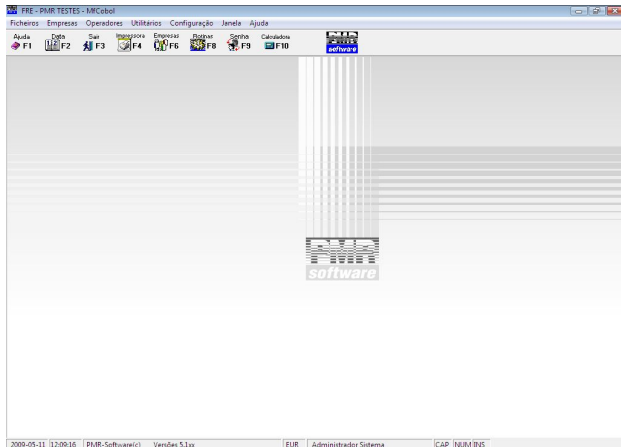 FRE - PMR TESTES - MfCobol
Ficheiros Empresas Operadores Utilitários Configuração Janela Ajuda
Ajuda Data Sair Impressora Empresas Rotinas Senha Calculadora
F1 F2 F3 F4 F6 F8 F9 F10
PMR
software
PMR
software
2009-05-11 12:09:16 PMR-Software(c) Versões 5.1xx EUR Administrador Sistema CAP NUM INS